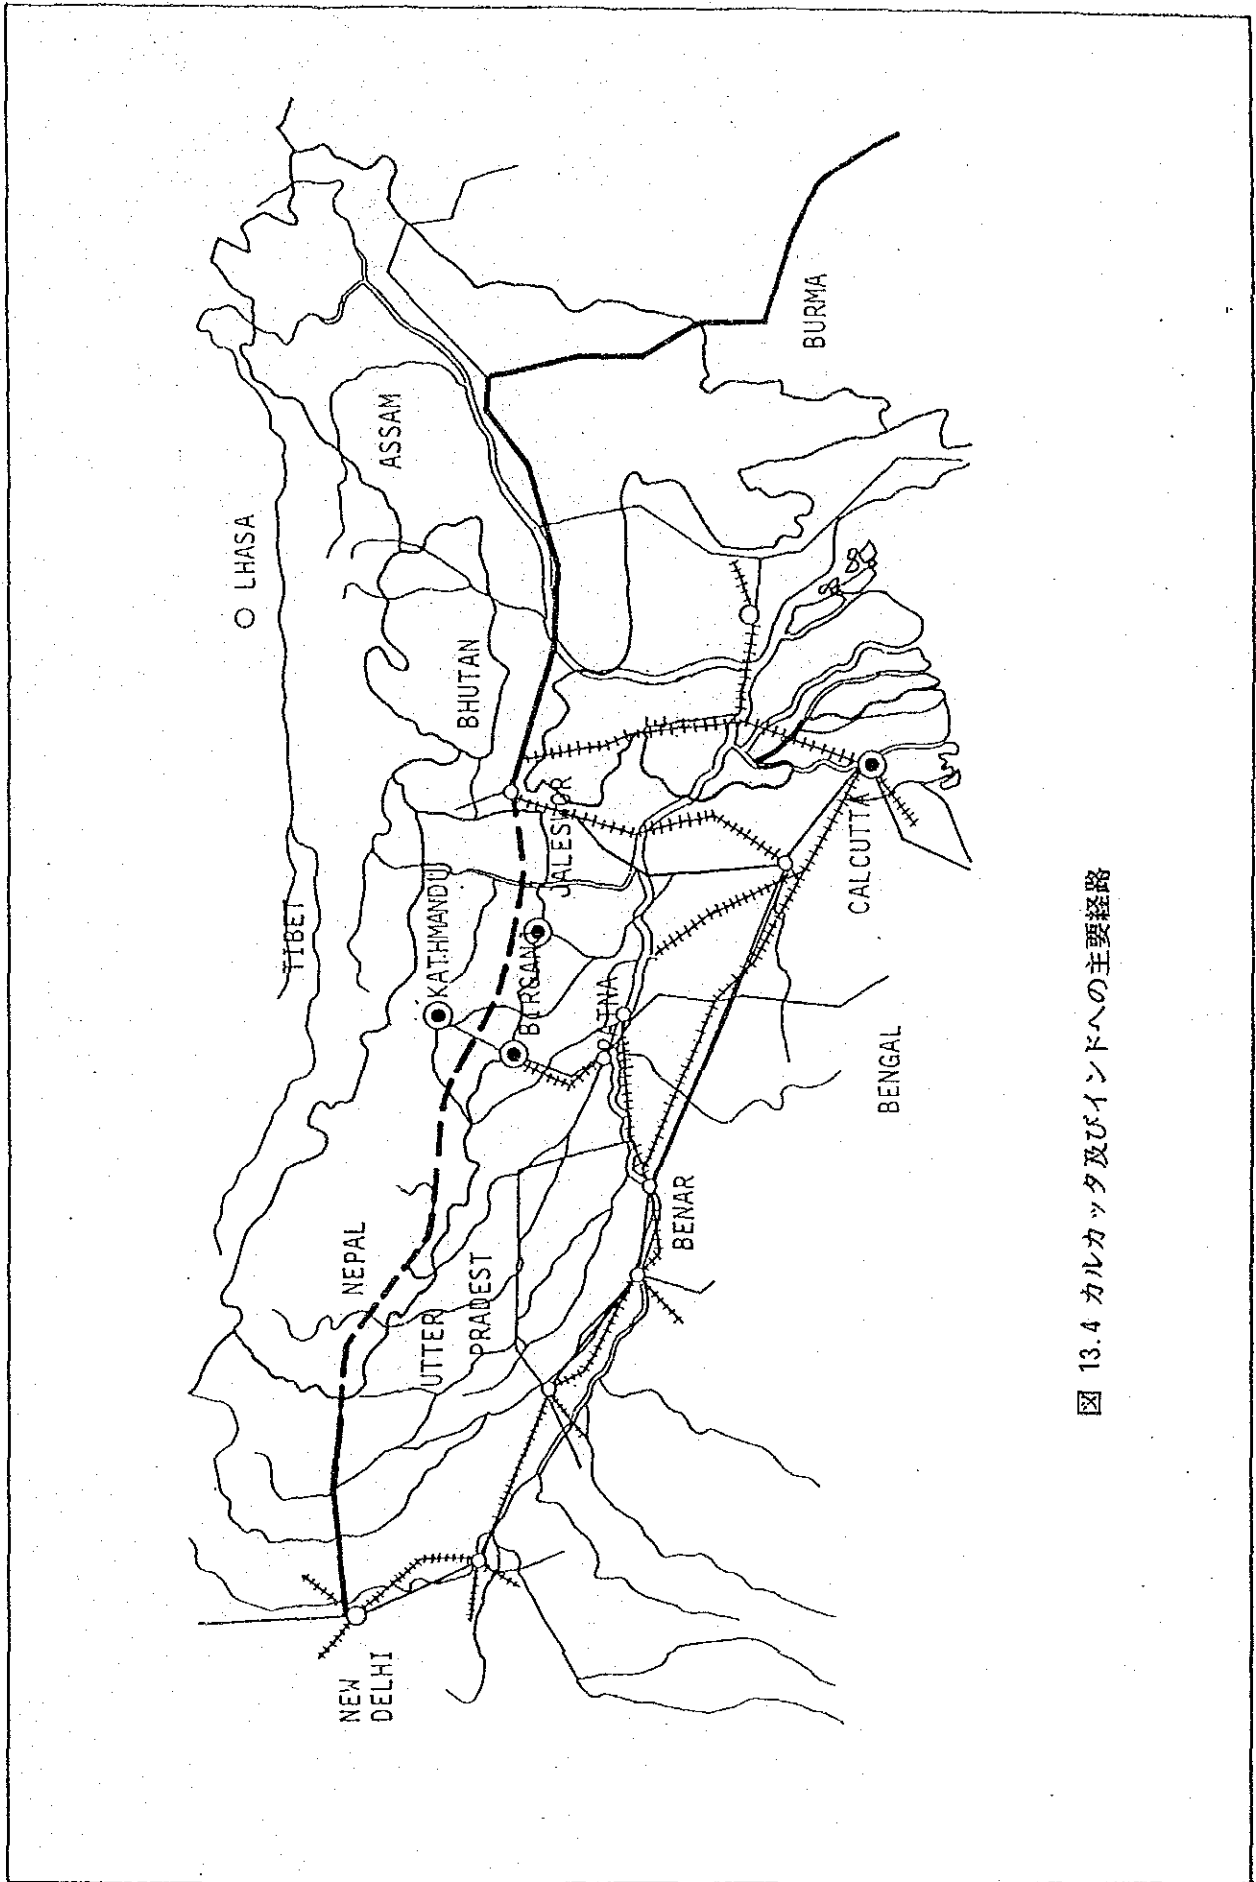 LHASA
TIBET
ASSAM
BHUTAN
NEPAL
KATHMANDU
NEW
DELHI
UTTER
PRADEST
JALESWOR
BURMA
BENAR
CALCUTTA
BENGAL
図 13.4 カルカッタ及びインドへの主要経路